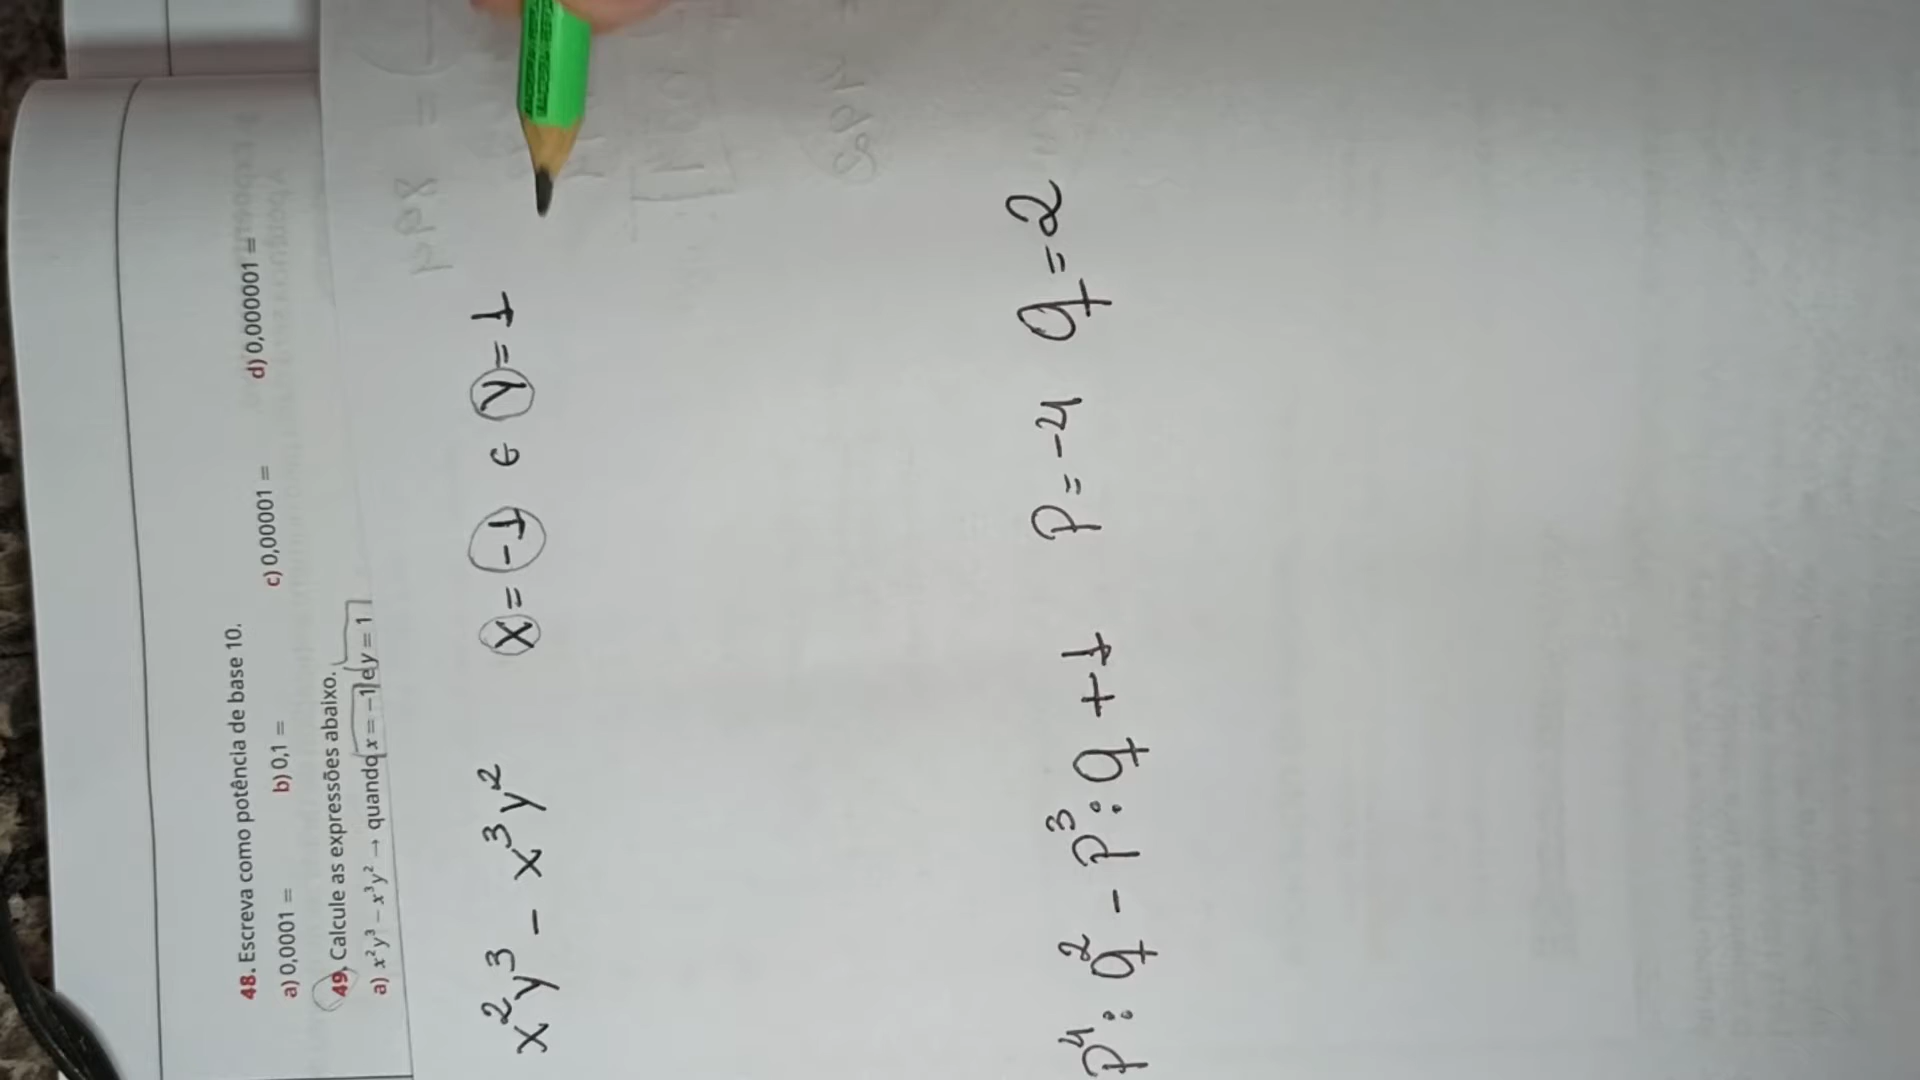 48. Escreva como potência de base 10.
a) 0,0001 = b) 0,1 = c) 0,00001 = d) 0,000001 =
49. Calcule as expressões abaixo.
a) x²y³ – x³y² → quando x = –1 e y = 1
x²y³ - x³y² x = -1 e y = 1
p⁴ : q² - p³ : q + 1 p = -4 q = 2